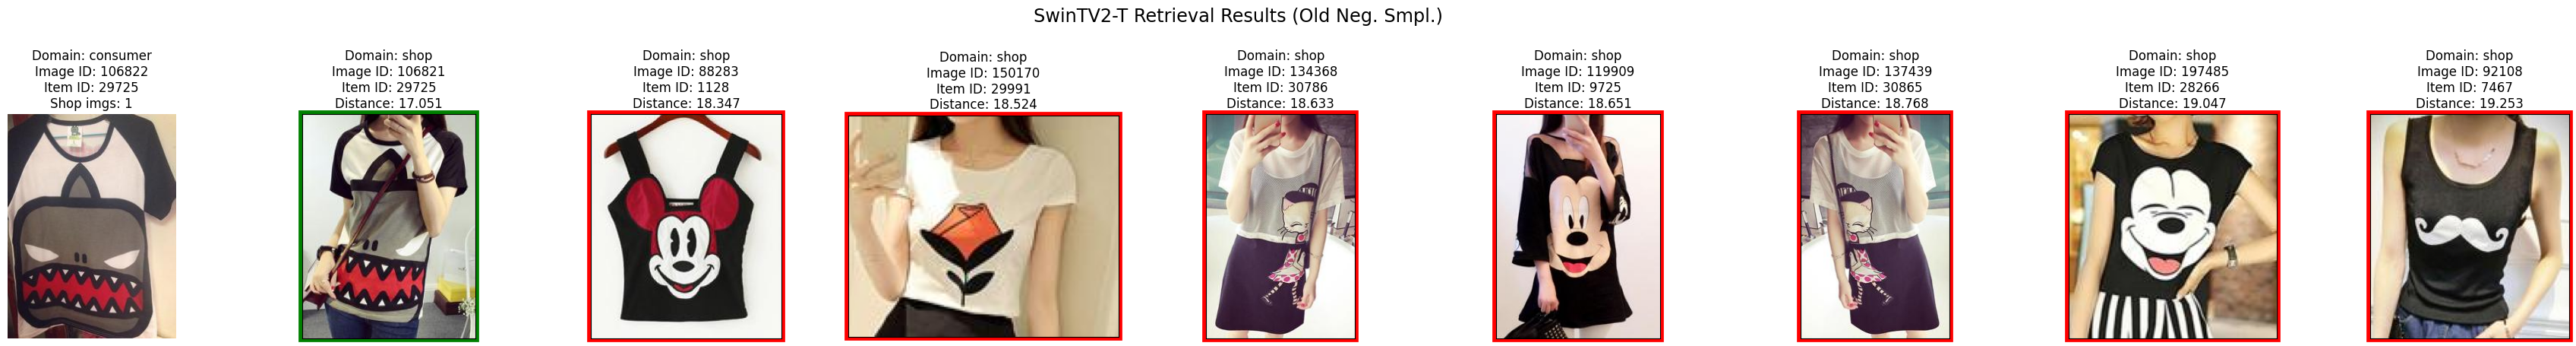 SwinTV2-T Retrieval Results (Old Neg. Smpl.)
Domain: consumer
Image ID: 106822
Item ID: 29725
Shop imgs: 1
Domain: shop
Image ID: 106821
Item ID: 29725
Distance: 17.051
Domain: shop
Image ID: 88283
Item ID: 1128
Distance: 18.347
Domain: shop
Image ID: 150170
Item ID: 29991
Distance: 18.524
Domain: shop
Image ID: 134368
Item ID: 30786
Distance: 18.633
Domain: shop
Image ID: 119909
Item ID: 9725
Distance: 18.651
Domain: shop
Image ID: 137439
Item ID: 30865
Distance: 18.768
Domain: shop
Image ID: 197485
Item ID: 28266
Distance: 19.047
Domain: shop
Image ID: 92108
Item ID: 7467
Distance: 19.253